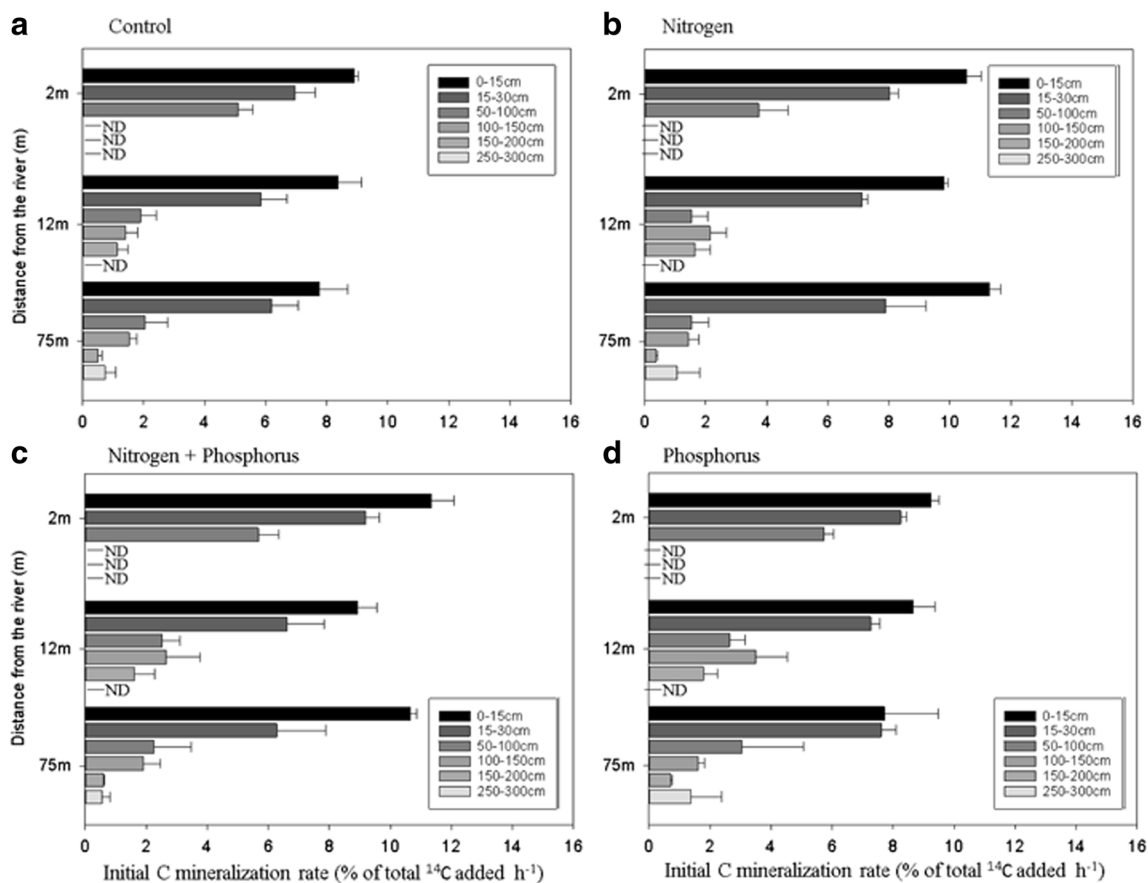 a Control
0-15cm
15-30cm
50-100cm
100-150cm
150-200cm
250-300cm
Distance from the river (m)
2m
ND
ND
ND
12m
ND
75m
0 2 4 6 8 10 12 14 16
b Nitrogen
0-15cm
15-30cm
50-100cm
100-150cm
150-200cm
250-300cm
ND
ND
ND
ND
0 2 4 6 8 10 12 14 16
c Nitrogen + Phosphorus
Distance from the river (m)
2m
ND
ND
ND
12m
ND
75m
0-15cm
15-30cm
50-100cm
100-150cm
150-200cm
250-300cm
0 2 4 6 8 10 12 14 16
Initial C mineralization rate (% of total ¹⁴C added h⁻¹)
d Phosphorus
2m
ND
ND
ND
12m
ND
75m
0-15cm
15-30cm
50-100cm
100-150cm
150-200cm
250-300cm
0 2 4 6 8 10 12 14 16
Initial C mineralization rate (% of total ¹⁴C added h⁻¹)